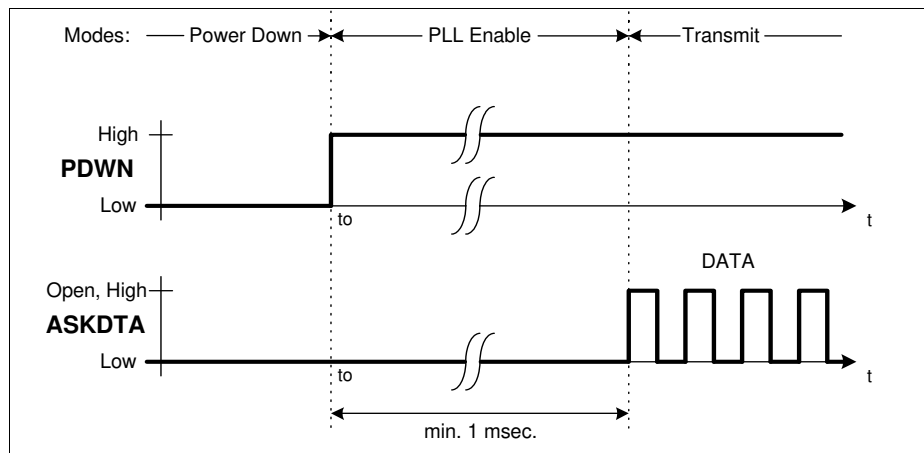 Modes: Power Down PLL Enable Transmit
High
PDWN
Low
to
t
DATA
Open, High
ASKDTA
Low
to
t
min. 1 msec.